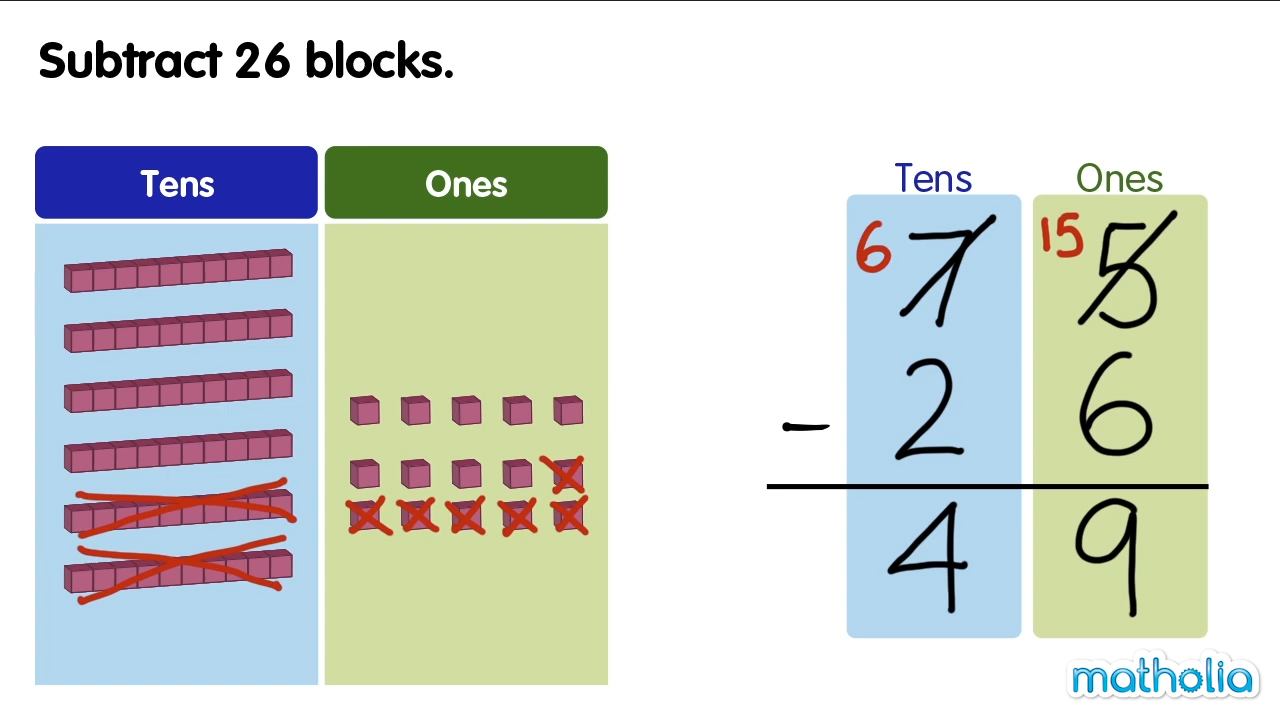 Subtract 26 blocks.
Tens Ones
Tens Ones
6 7 15 5
- 2 6
4 9
matholia